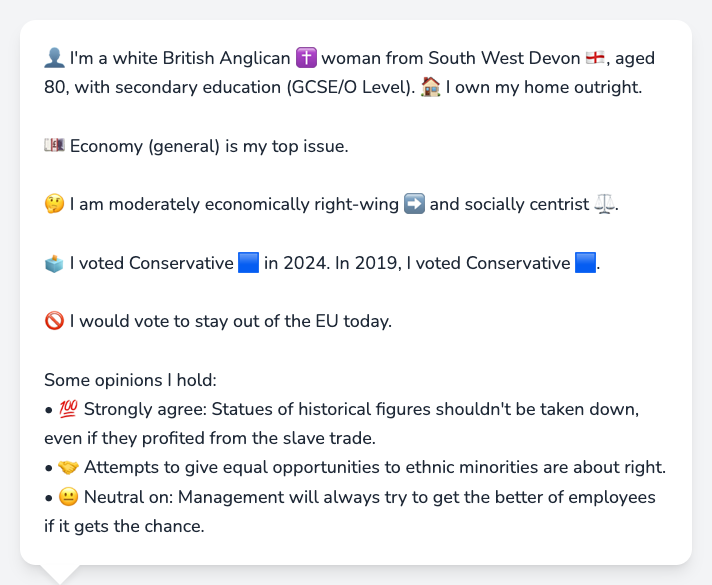 👤 I'm a white British Anglican ✝️ woman from South West Devon 🏴󠁧󠁢󠁥󠁮󠁧󠁿, aged
80, with secondary education (GCSE/O Level). 🏠 I own my home outright.
💷 Economy (general) is my top issue.
🤔 I am moderately economically right-wing ➡️ and socially centrist ⚖️.
🗳️ I voted Conservative 🟦 in 2024. In 2019, I voted Conservative 🟦.
🚫 I would vote to stay out of the EU today.
Some opinions I hold:
• 💯 Strongly agree: Statues of historical figures shouldn't be taken down,
even if they profited from the slave trade.
• 🤝 Attempts to give equal opportunities to ethnic minorities are about right.
• 😐 Neutral on: Management will always try to get the better of employees
if it gets the chance.